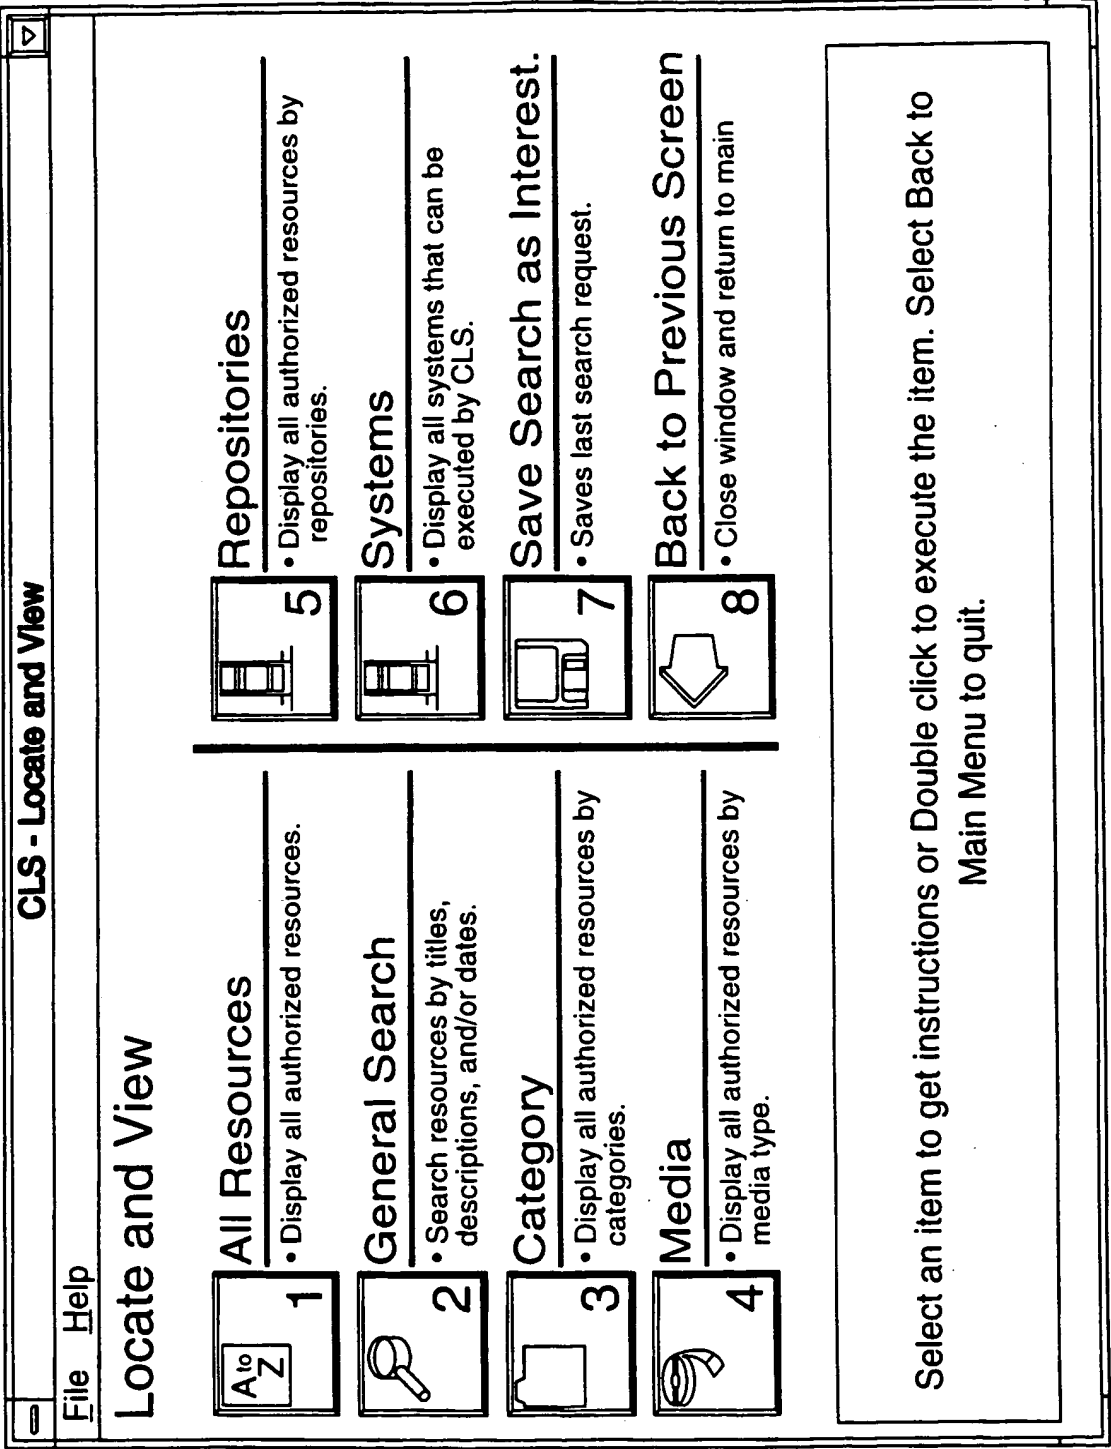 CLS - Locate and View
File Help
Locate and View
A to
Z
1
All Resources
• Display all authorized resources.
2
General Search
• Search resources by titles,
descriptions, and/or dates.
3
Category
• Display all authorized resources by
categories.
4
Media
• Display all authorized resources by
media type.
5
Repositories
• Display all authorized resources by
repositories.
6
Systems
• Display all systems that can be
executed by CLS.
7
Save Search as Interest.
• Saves last search request.
8
Back to Previous Screen
• Close window and return to main
Select an item to get instructions or Double click to execute the item. Select Back to
Main Menu to quit.